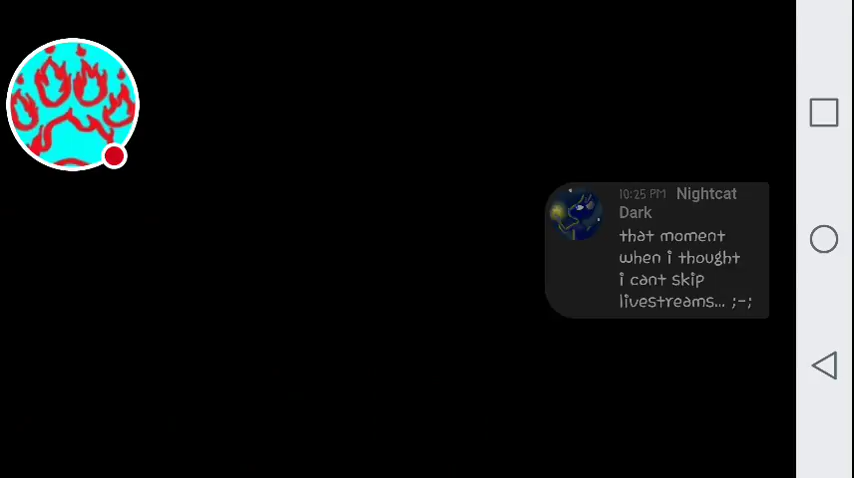 10:25 PM Nightcat
Dark
that moment
when i thought
i cant skip
livestreams... ;-;